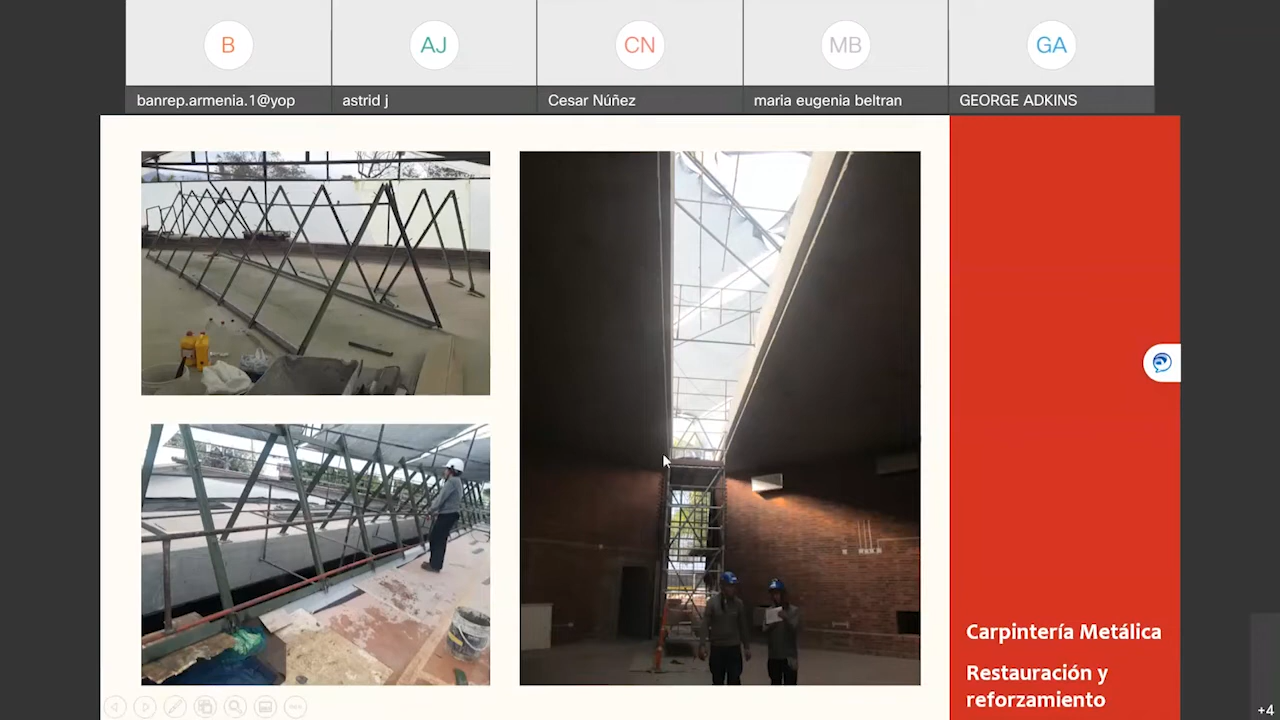 B
AJ
CN
MB
GA
banrep.armenia.1@yop
astrid j
Cesar Núñez
maria eugenia beltran
GEORGE ADKINS
Carpintería Metálica
Restauración y
reforzamiento
+4